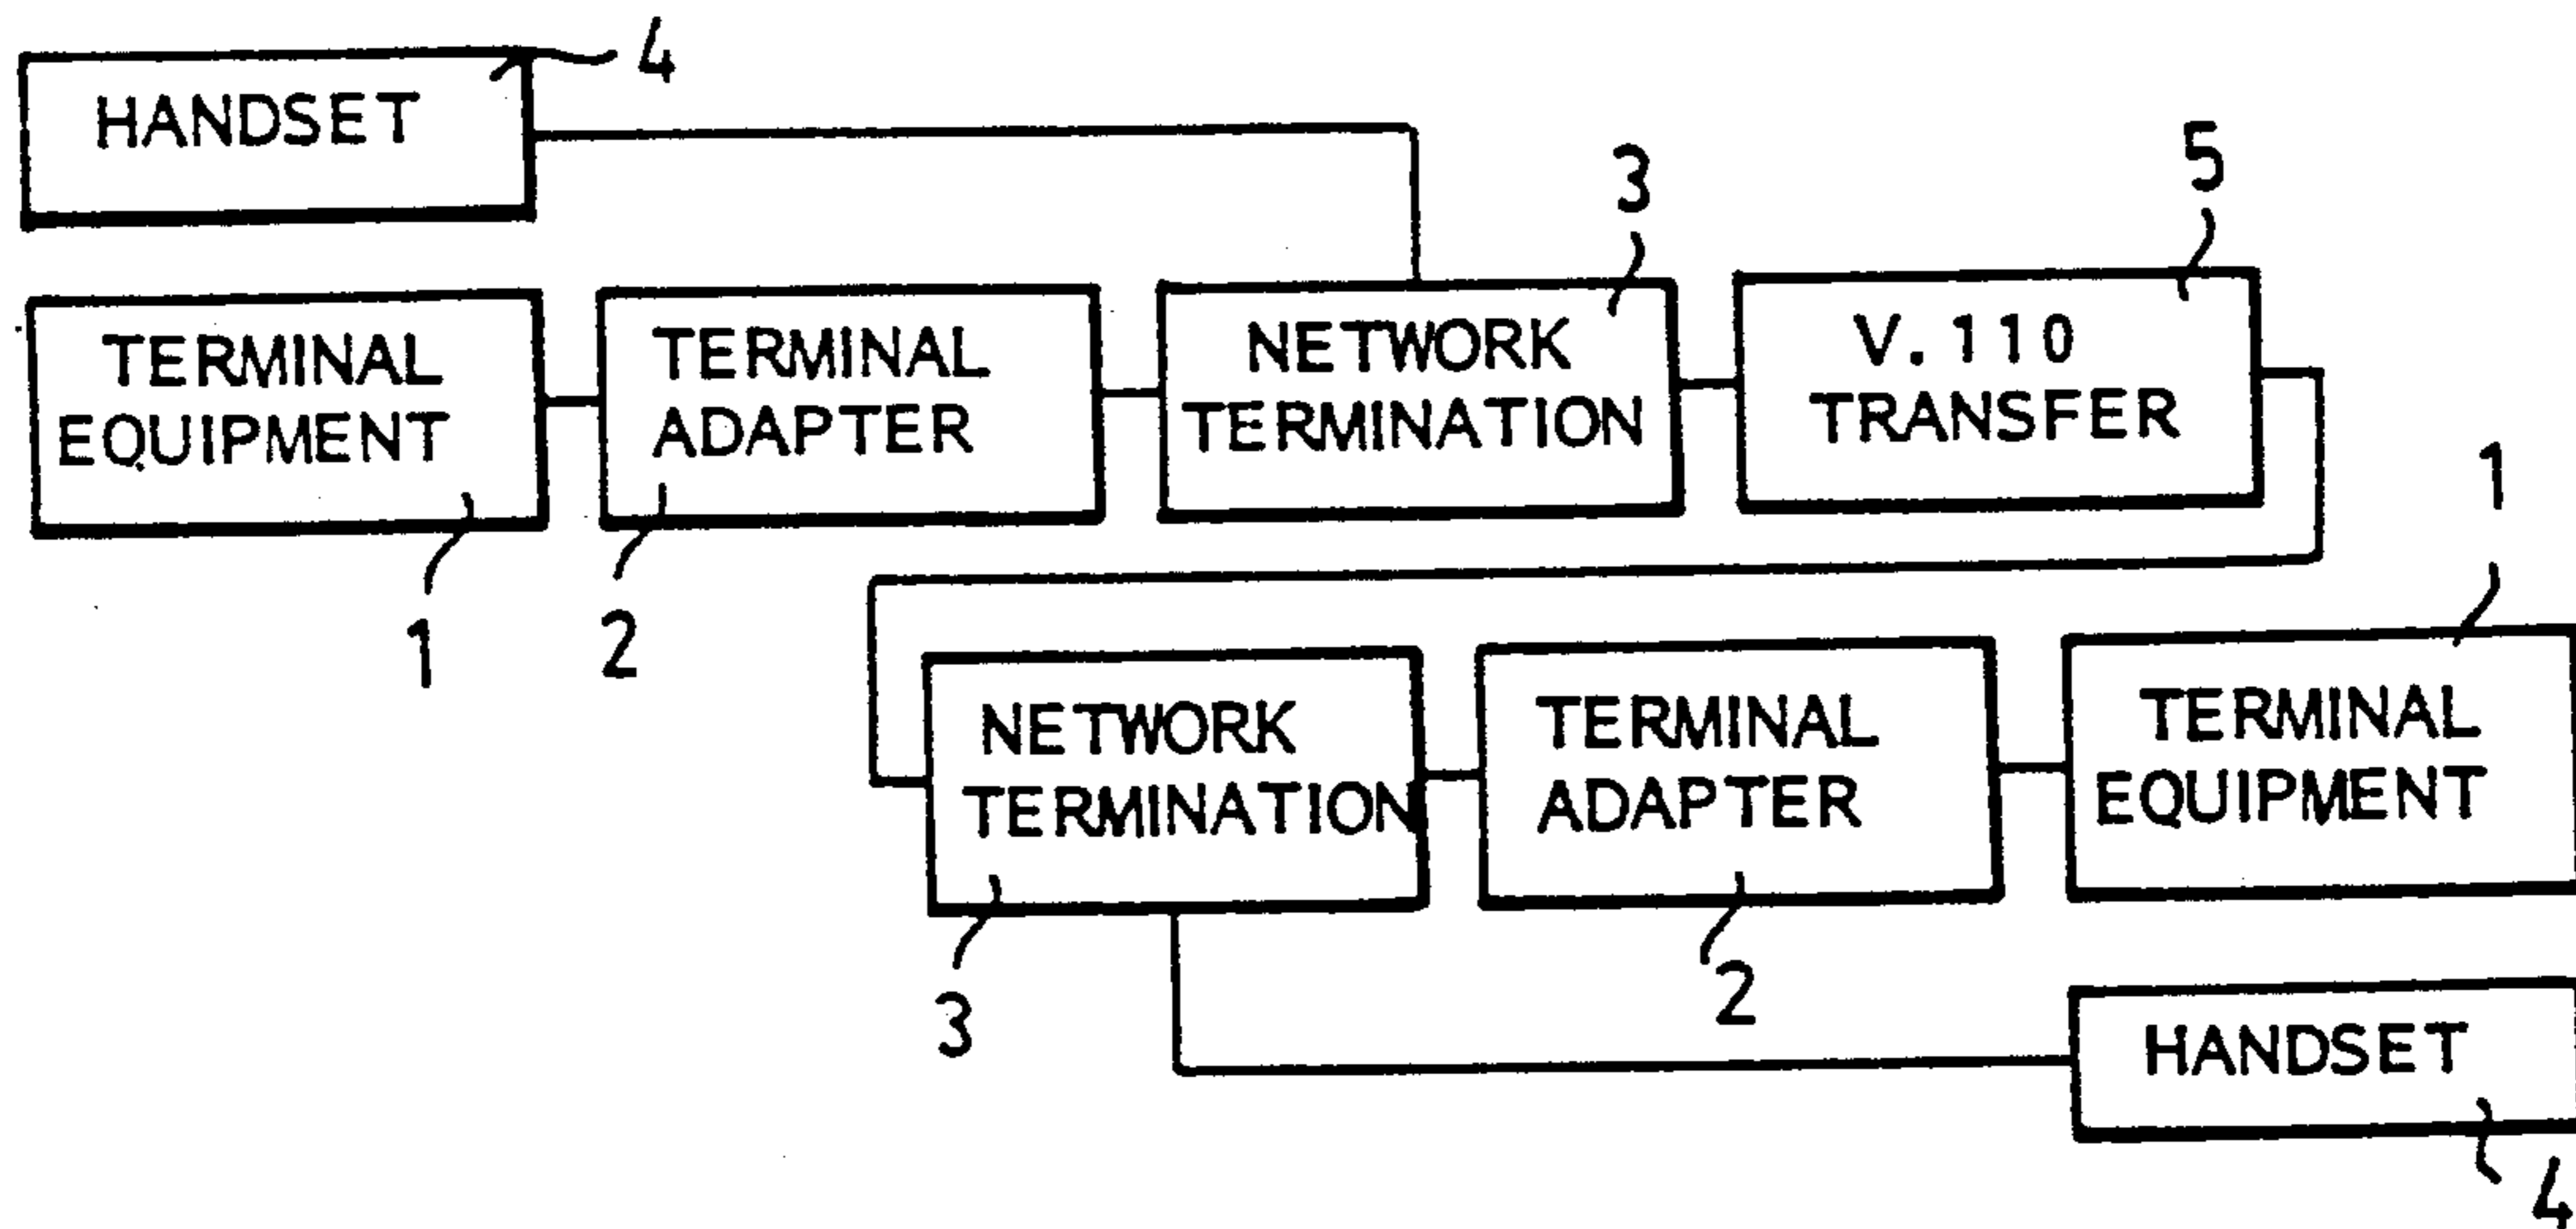 HANDSET
4
3
5
TERMINAL
EQUIPMENT
TERMINAL
ADAPTER
NETWORK
TERMINATION
V.110
TRANSFER
1
2
1
NETWORK
TERMINATION
TERMINAL
ADAPTER
TERMINAL
EQUIPMENT
3
2
HANDSET
4